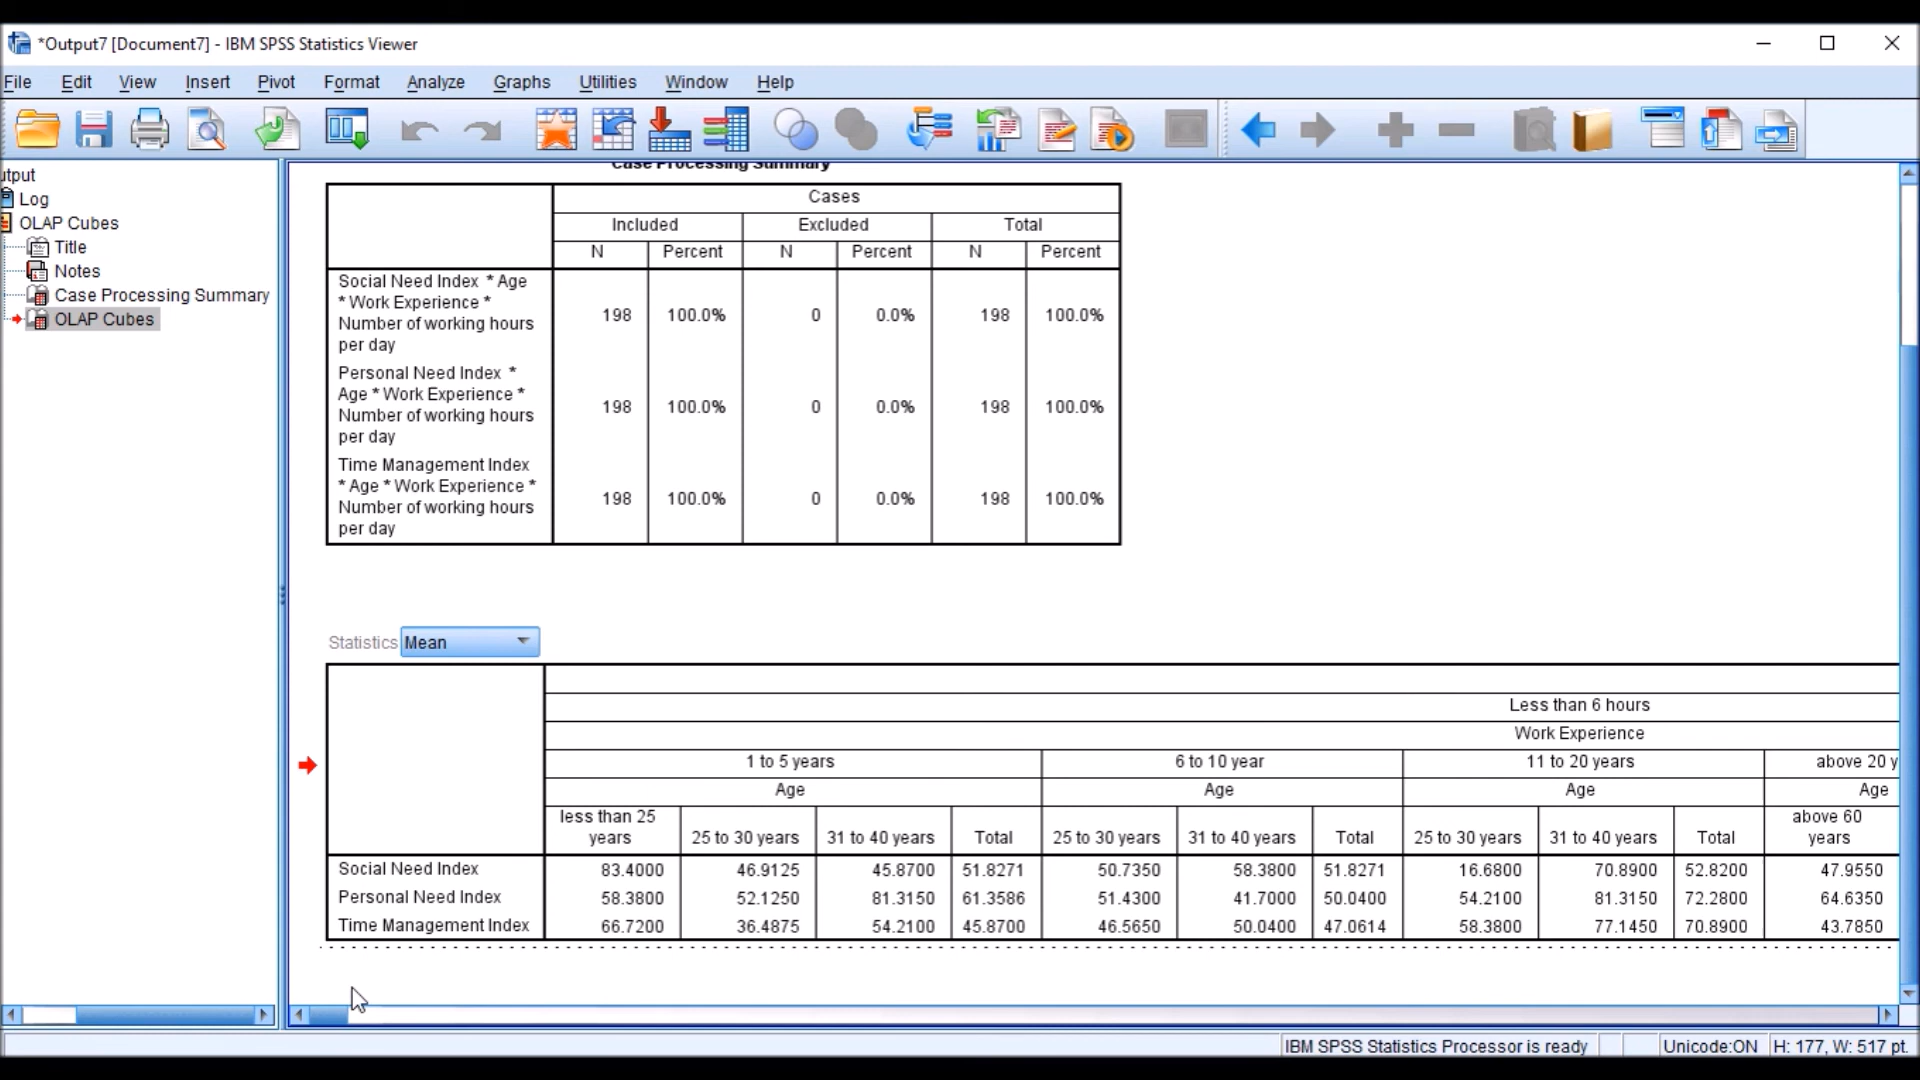 *Output7 [Document7] - IBM SPSS Statistics Viewer
File Edit View Insert Pivot Format Analyze Graphs Utilities Window Help
utput
Log
OLAP Cubes
Title
Notes
Case Processing Summary
OLAP Cubes
Case Processing Summary
Cases
Included Excluded Total
N Percent N Percent N Percent
Social Need Index * Age
* Work Experience *
Number of working hours
per day
198 100.0% 0 0.0% 198 100.0%
Personal Need Index *
Age * Work Experience *
Number of working hours
per day
198 100.0% 0 0.0% 198 100.0%
Time Management Index
* Age * Work Experience *
Number of working hours
per day
198 100.0% 0 0.0% 198 100.0%
Statistics Mean
Less than 6 hours
Work Experience
1 to 5 years 6 to 10 year 11 to 20 years above 20 y
Age Age Age Age
less than 25
years 25 to 30 years 31 to 40 years Total 25 to 30 years 31 to 40 years Total 25 to 30 years 31 to 40 years Total above 60
years
Social Need Index 83.4000 46.9125 45.8700 51.8271 50.7350 58.3800 51.8271 16.6800 70.8900 52.8200 47.9550
Personal Need Index 58.3800 52.1250 81.3150 61.3586 51.4300 41.7000 50.0400 54.2100 81.3150 72.2800 64.6350
Time Management Index 66.7200 36.4875 54.2100 45.8700 46.5650 50.0400 47.0614 58.3800 77.1450 70.8900 43.7850
IBM SPSS Statistics Processor is ready Unicode:ON H: 177, W: 517 pt.